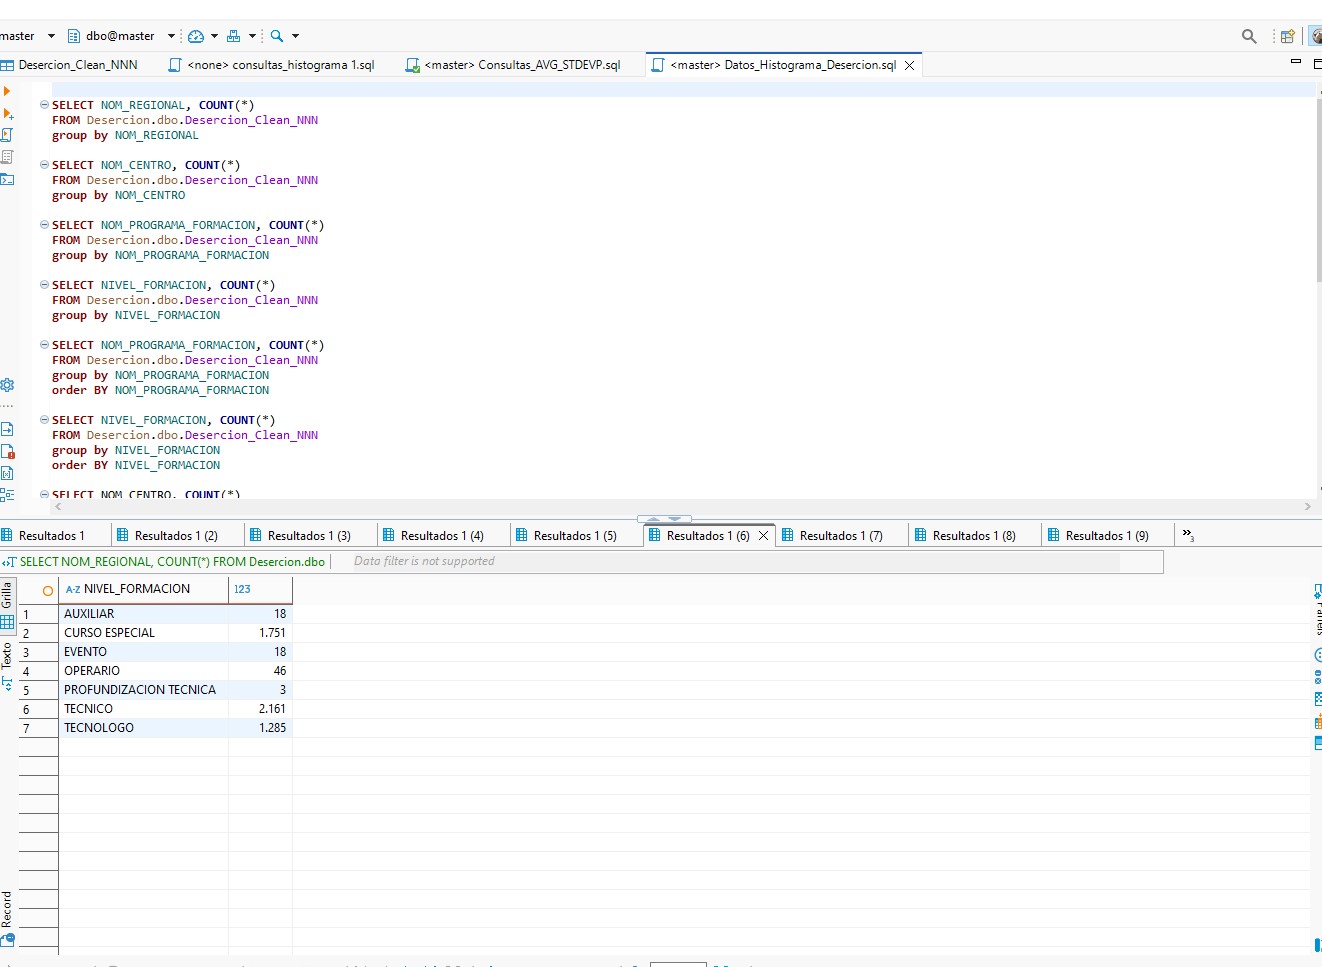 master dbo@master
Desercion_Clean_NNN <none> consultas_histograma 1.sql <master> Consultas_AVG_STDEVP.sql <master> Datos_Histograma_Desercion.sql
SELECT NOM_REGIONAL, COUNT(*)
FROM Desercion.dbo.Desercion_Clean_NNN
group by NOM_REGIONAL
SELECT NOM_CENTRO, COUNT(*)
FROM Desercion.dbo.Desercion_Clean_NNN
group by NOM_CENTRO
SELECT NOM_PROGRAMA_FORMACION, COUNT(*)
FROM Desercion.dbo.Desercion_Clean_NNN
group by NOM_PROGRAMA_FORMACION
SELECT NIVEL_FORMACION, COUNT(*)
FROM Desercion.dbo.Desercion_Clean_NNN
group by NIVEL_FORMACION
SELECT NOM_PROGRAMA_FORMACION, COUNT(*)
FROM Desercion.dbo.Desercion_Clean_NNN
group by NOM_PROGRAMA_FORMACION
order BY NOM_PROGRAMA_FORMACION
SELECT NIVEL_FORMACION, COUNT(*)
FROM Desercion.dbo.Desercion_Clean_NNN
group by NIVEL_FORMACION
order BY NIVEL_FORMACION
SELECT NOM_CENTRO, COUNT(*)
Resultados 1 Resultados 1 (2) Resultados 1 (3) Resultados 1 (4) Resultados 1 (5) Resultados 1 (6) Resultados 1 (7) Resultados 1 (8) Resultados 1 (9) »3
SELECT NOM_REGIONAL, COUNT(*) FROM Desercion.dbo Data filter is not supported
Grilla
Texto
Record
A-Z NIVEL_FORMACION 123
1 AUXILIAR 18
2 CURSO ESPECIAL 1.751
3 EVENTO 18
4 OPERARIO 46
5 PROFUNDIZACION TECNICA 3
6 TECNICO 2.161
7 TECNOLOGO 1.285